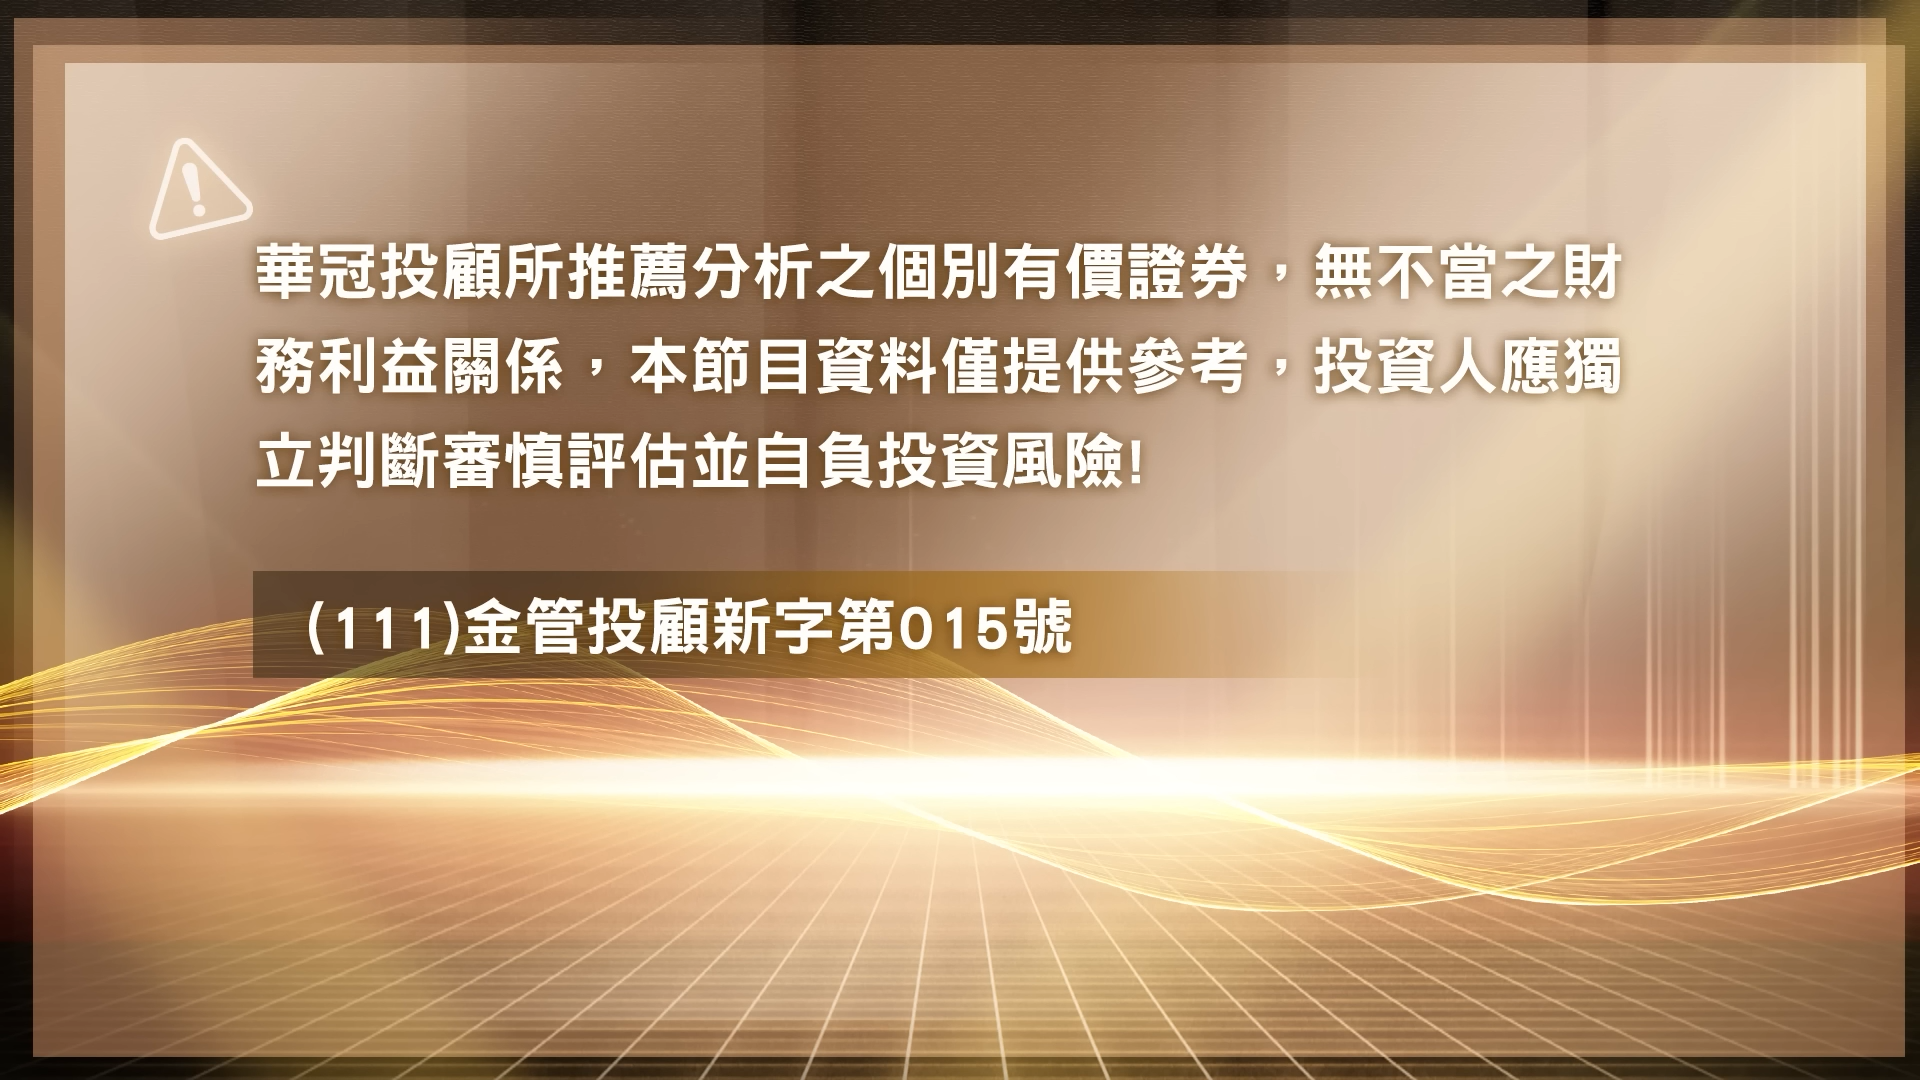 華冠投顧所推薦分析之個別有價證券，無不當之財
務利益關係，本節目資料僅提供參考，投資人應獨
立判斷審慎評估並自負投資風險!
(111)金管投顧新字第015號